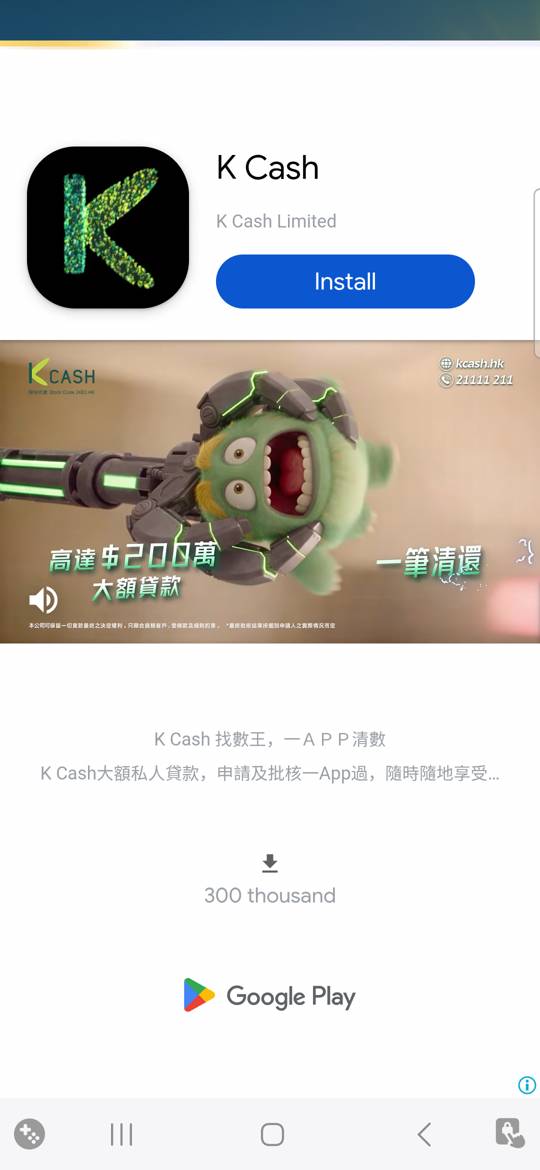 K Cash
K Cash Limited
Install
K CASH
kcash.hk
21111 211
高達$200萬
大額貸款
一筆清還
K Cash 找數王，一ＡＰＰ清數
K Cash大額私人貸款，申請及批核一App過，隨時隨地享受…
300 thousand
Google Play